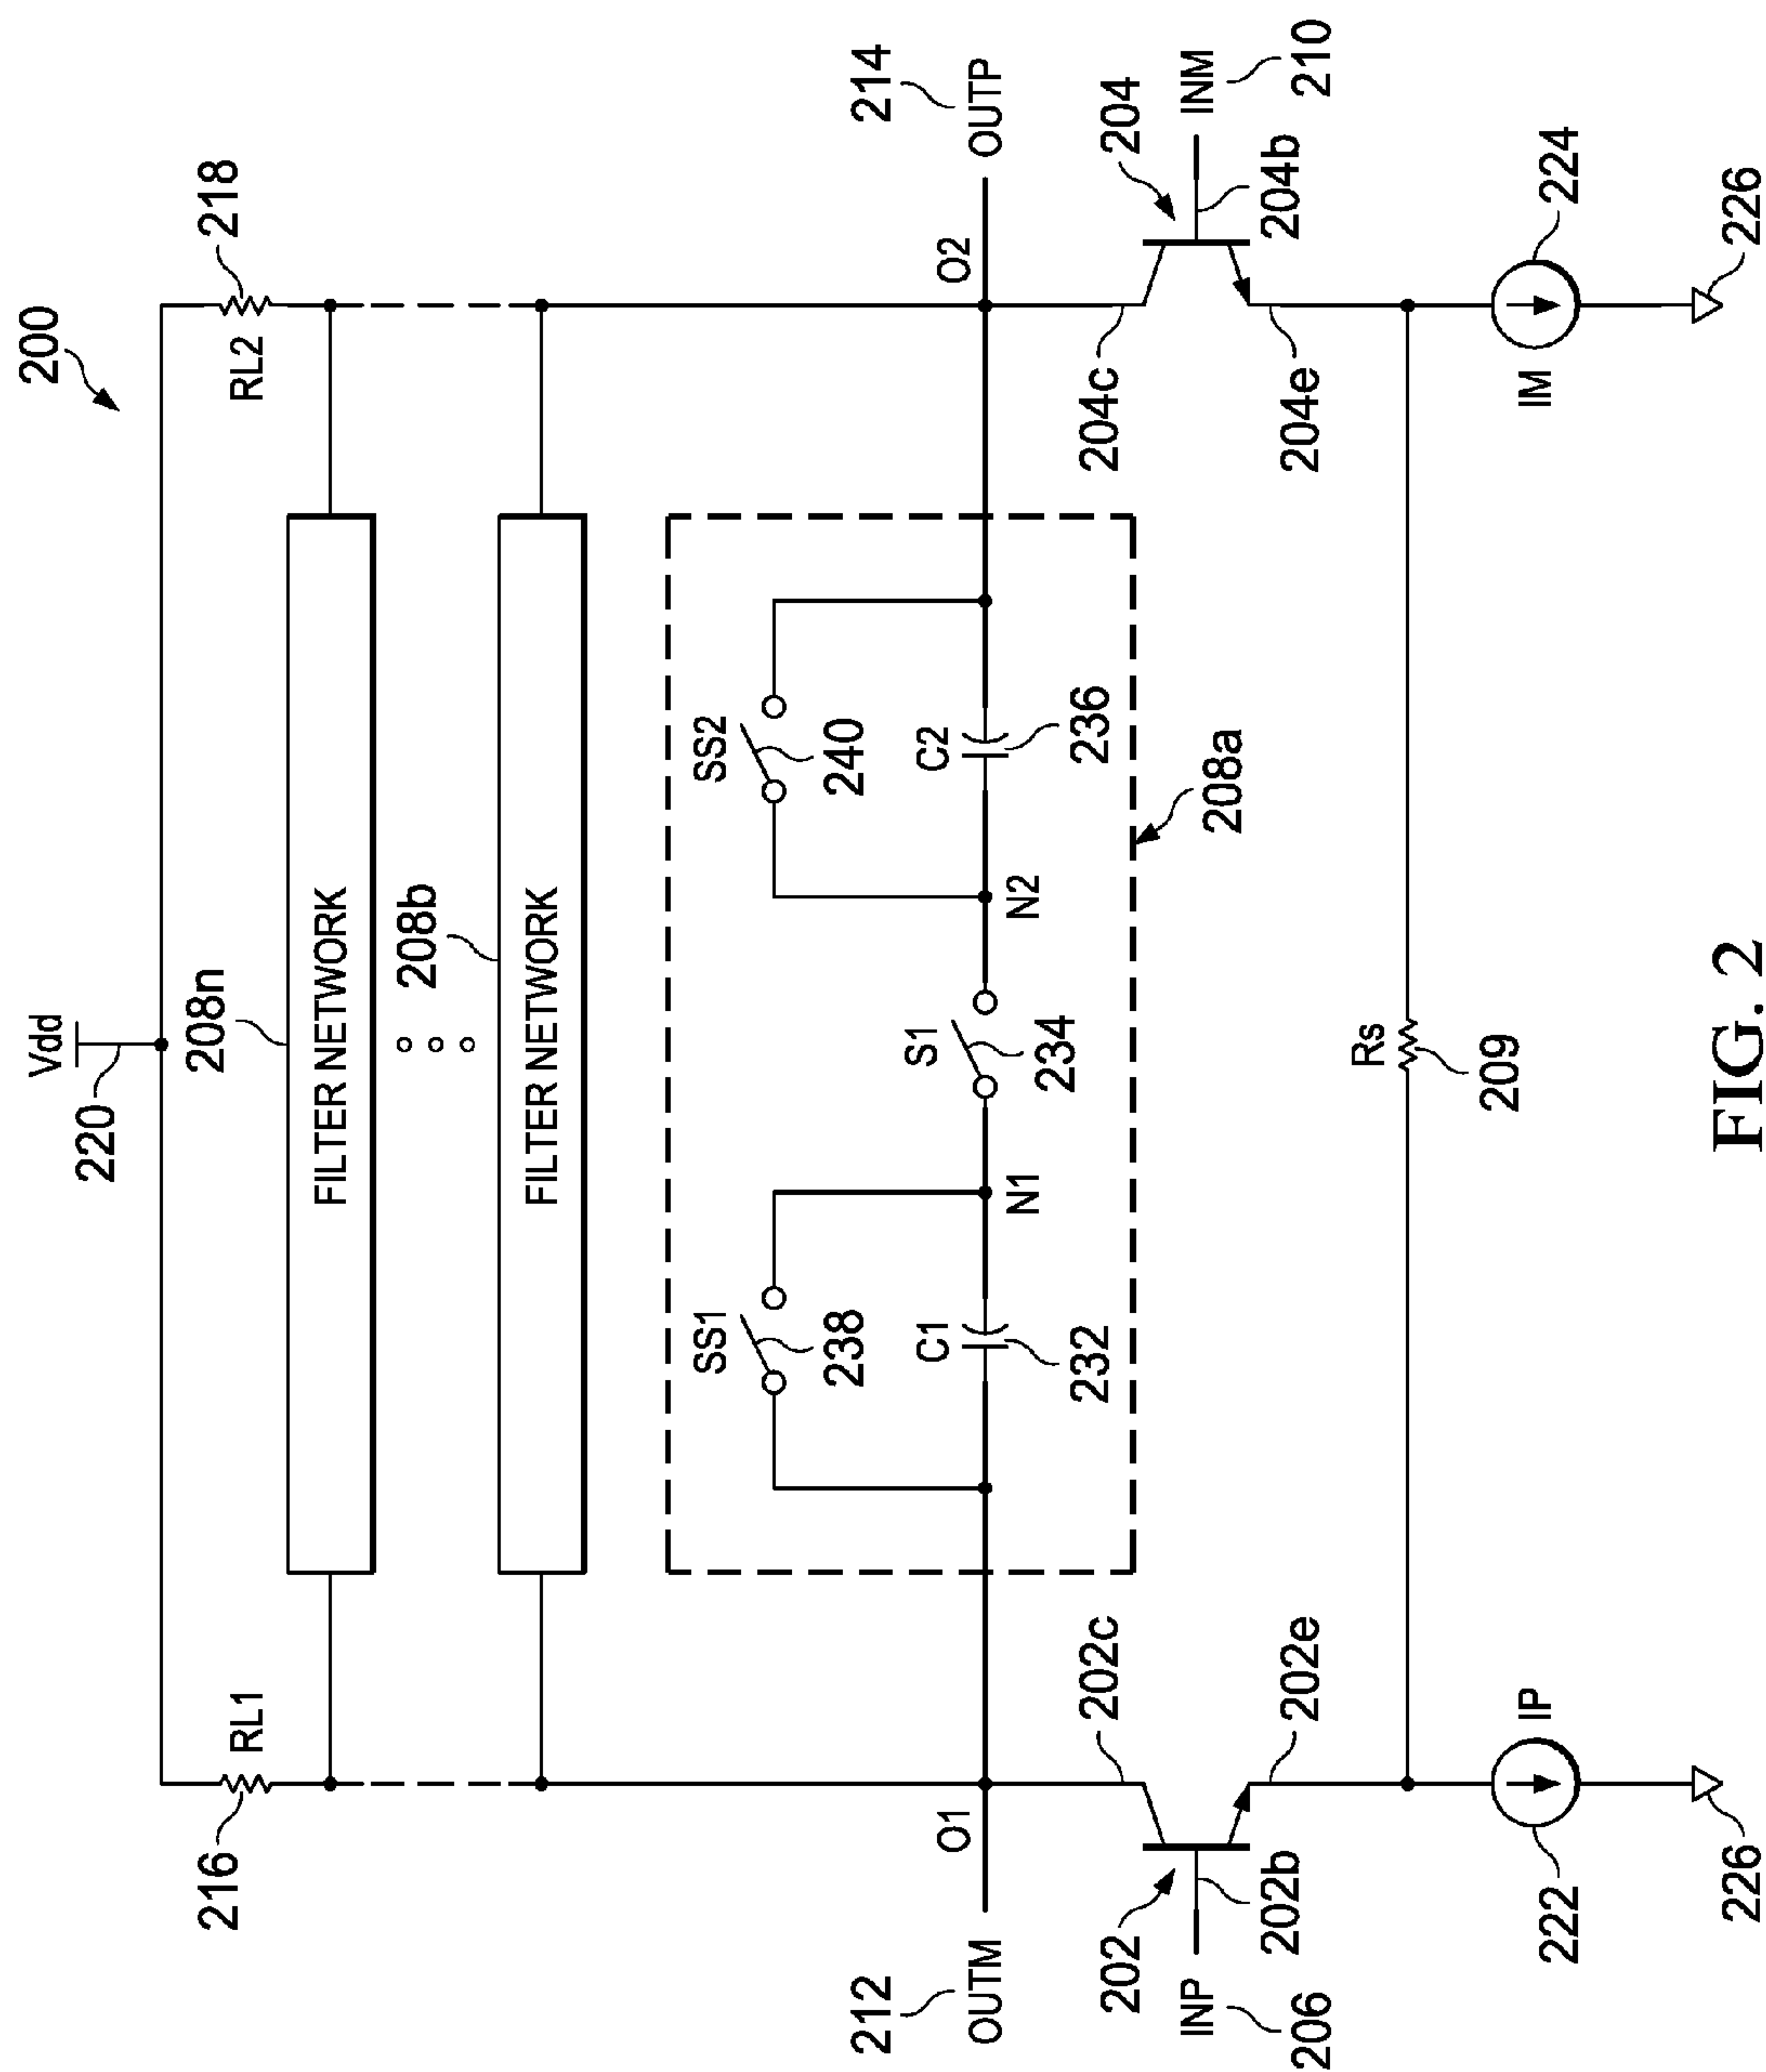 200
Vdd
220
216
RL1
RL2
218
208n
FILTER NETWORK
208b
FILTER NETWORK
SS1
238
SS2
240
212
OUTM
O1
C1
232
N1
S1
234
N2
C2
236
O2
OUTP
214
208a
202
INP
206
202b
202c
202e
204c
204e
204
204b
INM
210
Rs
209
222
IP
IM
224
226
226
FIG. 2